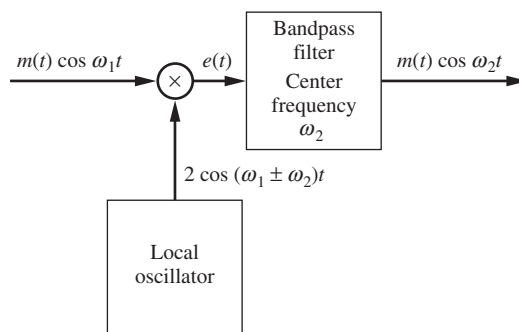 m(t) cos ω₁t
×
e(t)
Bandpass
filter
Center
frequency
ω₂
m(t) cos ω₂t
2 cos (ω₁ ± ω₂)t
Local
oscillator